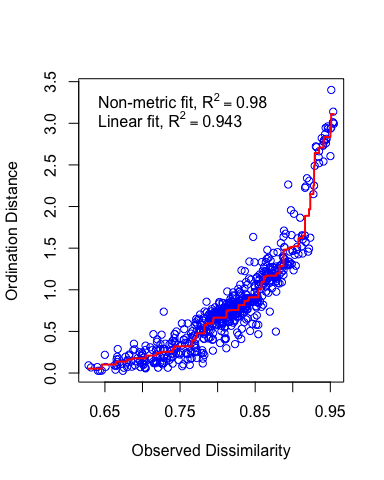 Non-metric fit, R² = 0.98
Linear fit, R² = 0.943
Ordination Distance
3.5
3.0
2.5
2.0
1.5
1.0
0.5
0.0
0.65 0.75 0.85 0.95
Observed Dissimilarity